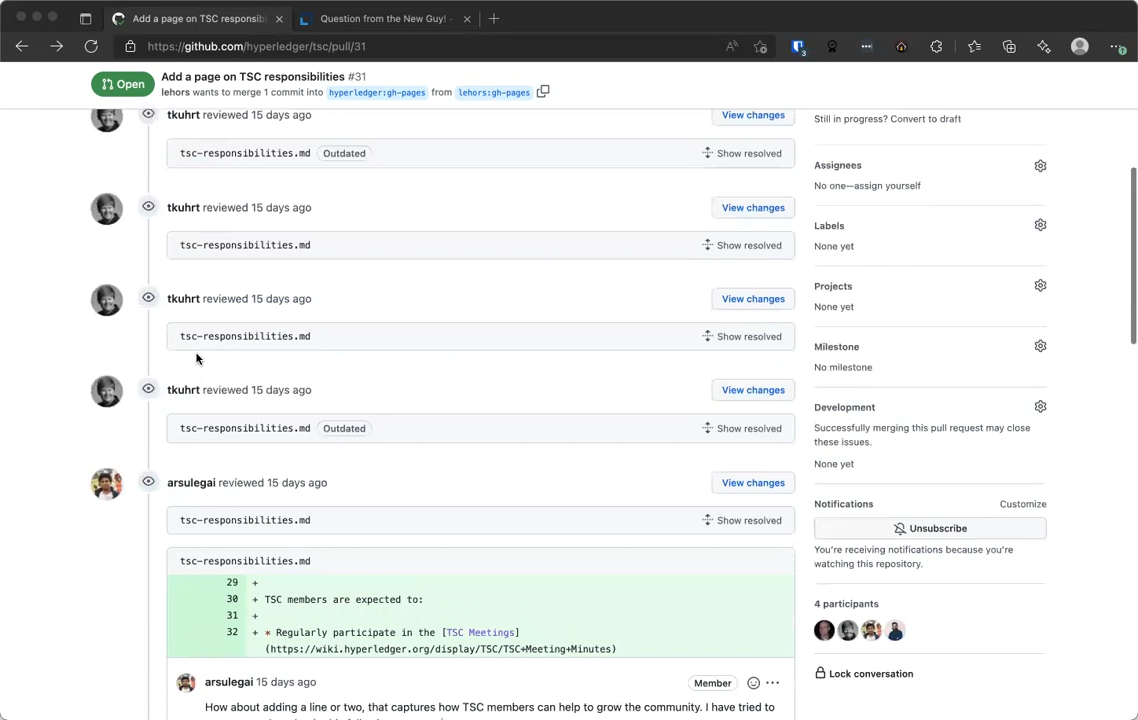 Add a page on TSC responsibili
Question from the New Guy! -
https://github.com/hyperledger/tsc/pull/31
3
Open
Add a page on TSC responsibilities #31
lehors wants to merge 1 commit into hyperledger:gh-pages from lehors:gh-pages
tkuhrt reviewed 15 days ago
View changes
tsc-responsibilities.md Outdated
Show resolved
tkuhrt reviewed 15 days ago
View changes
tsc-responsibilities.md
Show resolved
tkuhrt reviewed 15 days ago
View changes
tsc-responsibilities.md
Show resolved
tkuhrt reviewed 15 days ago
View changes
tsc-responsibilities.md Outdated
Show resolved
arsulegai reviewed 15 days ago
View changes
tsc-responsibilities.md
Show resolved
tsc-responsibilities.md
29 +
30 + TSC members are expected to:
31 +
32 + * Regularly participate in the [TSC Meetings]
(https://wiki.hyperledger.org/display/TSC/TSC+Meeting+Minutes)
arsulegai 15 days ago
Member
How about adding a line or two, that captures how TSC members can help to grow the community. I have tried to
Still in progress? Convert to draft
Assignees
No one—assign yourself
Labels
None yet
Projects
None yet
Milestone
No milestone
Development
Successfully merging this pull request may close
these issues.
None yet
Notifications
Customize
Unsubscribe
You're receiving notifications because you're
watching this repository.
4 participants
Lock conversation